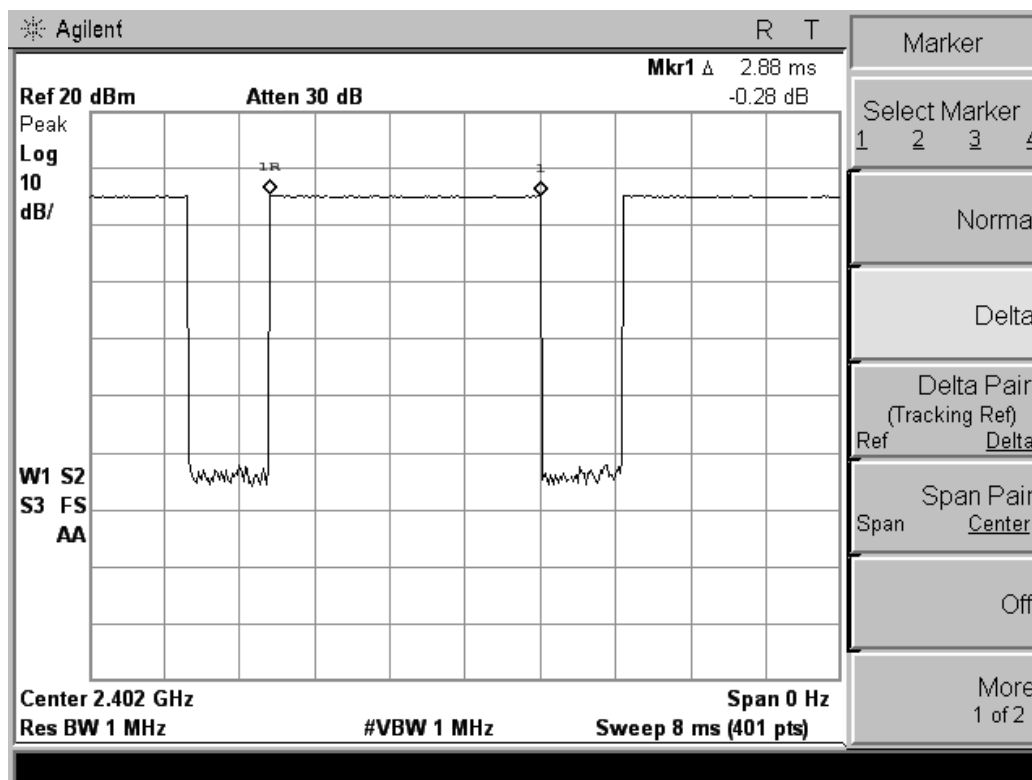 Agilent R T
Mkr1 Δ 2.88 ms
Ref 20 dBm Atten 30 dB -0.28 dB
Peak
Log
10
dB/
1R
1
W1 S2
S3 FS
AA
Center 2.402 GHz Span 0 Hz
Res BW 1 MHz #VBW 1 MHz Sweep 8 ms (401 pts)
Marker
Select Marker
1 2 3 4
Norma
Delta
Delta Pair
(Tracking Ref)
Ref Delta
Span Pair
Span Center
Off
More
1 of 2